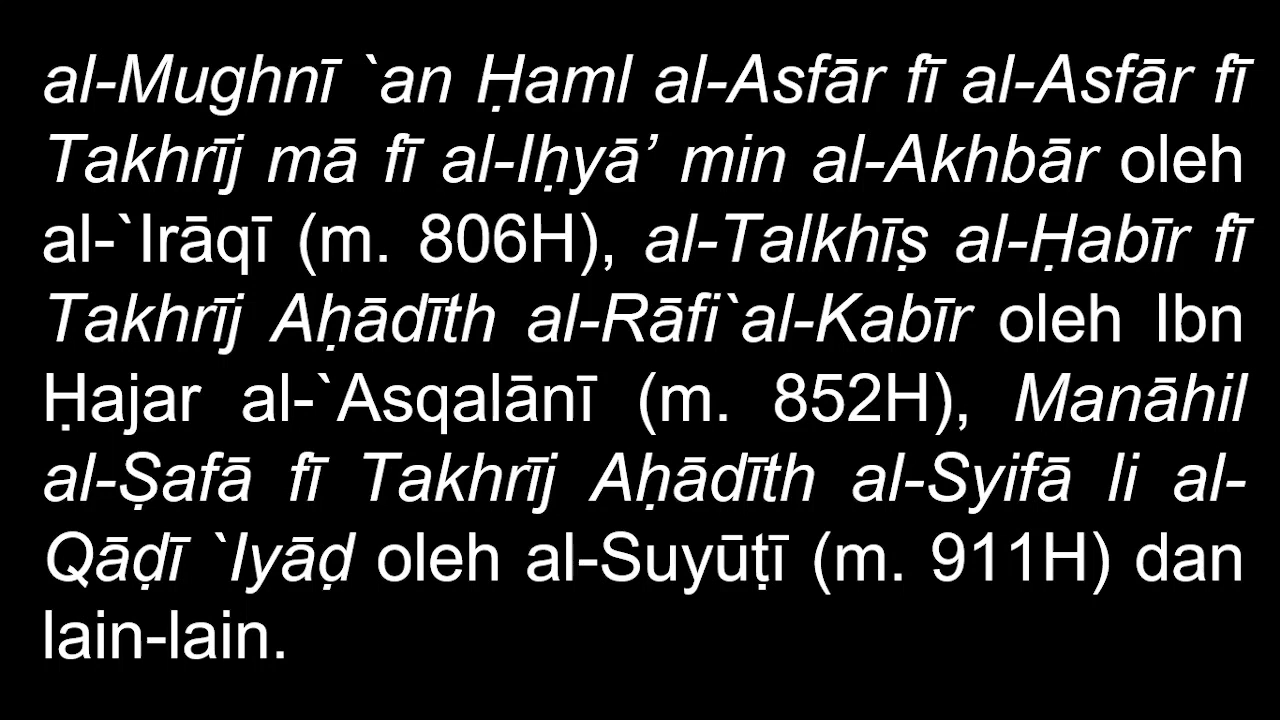 al-Mughnī `an Ḥaml al-Asfār fī al-Asfār fī
Takhrīj mā fī al-Iḥyā’ min al-Akhbār oleh
al-`Irāqī (m. 806H), al-Talkhīṣ al-Ḥabīr fī
Takhrīj Aḥādīth al-Rāfi`al-Kabīr oleh Ibn
Ḥajar al-`Asqalānī (m. 852H), Manāhil
al-Ṣafā fī Takhrīj Aḥādīth al-Syifā li al-
Qāḍī `Iyāḍ oleh al-Suyūṭī (m. 911H) dan
lain-lain.